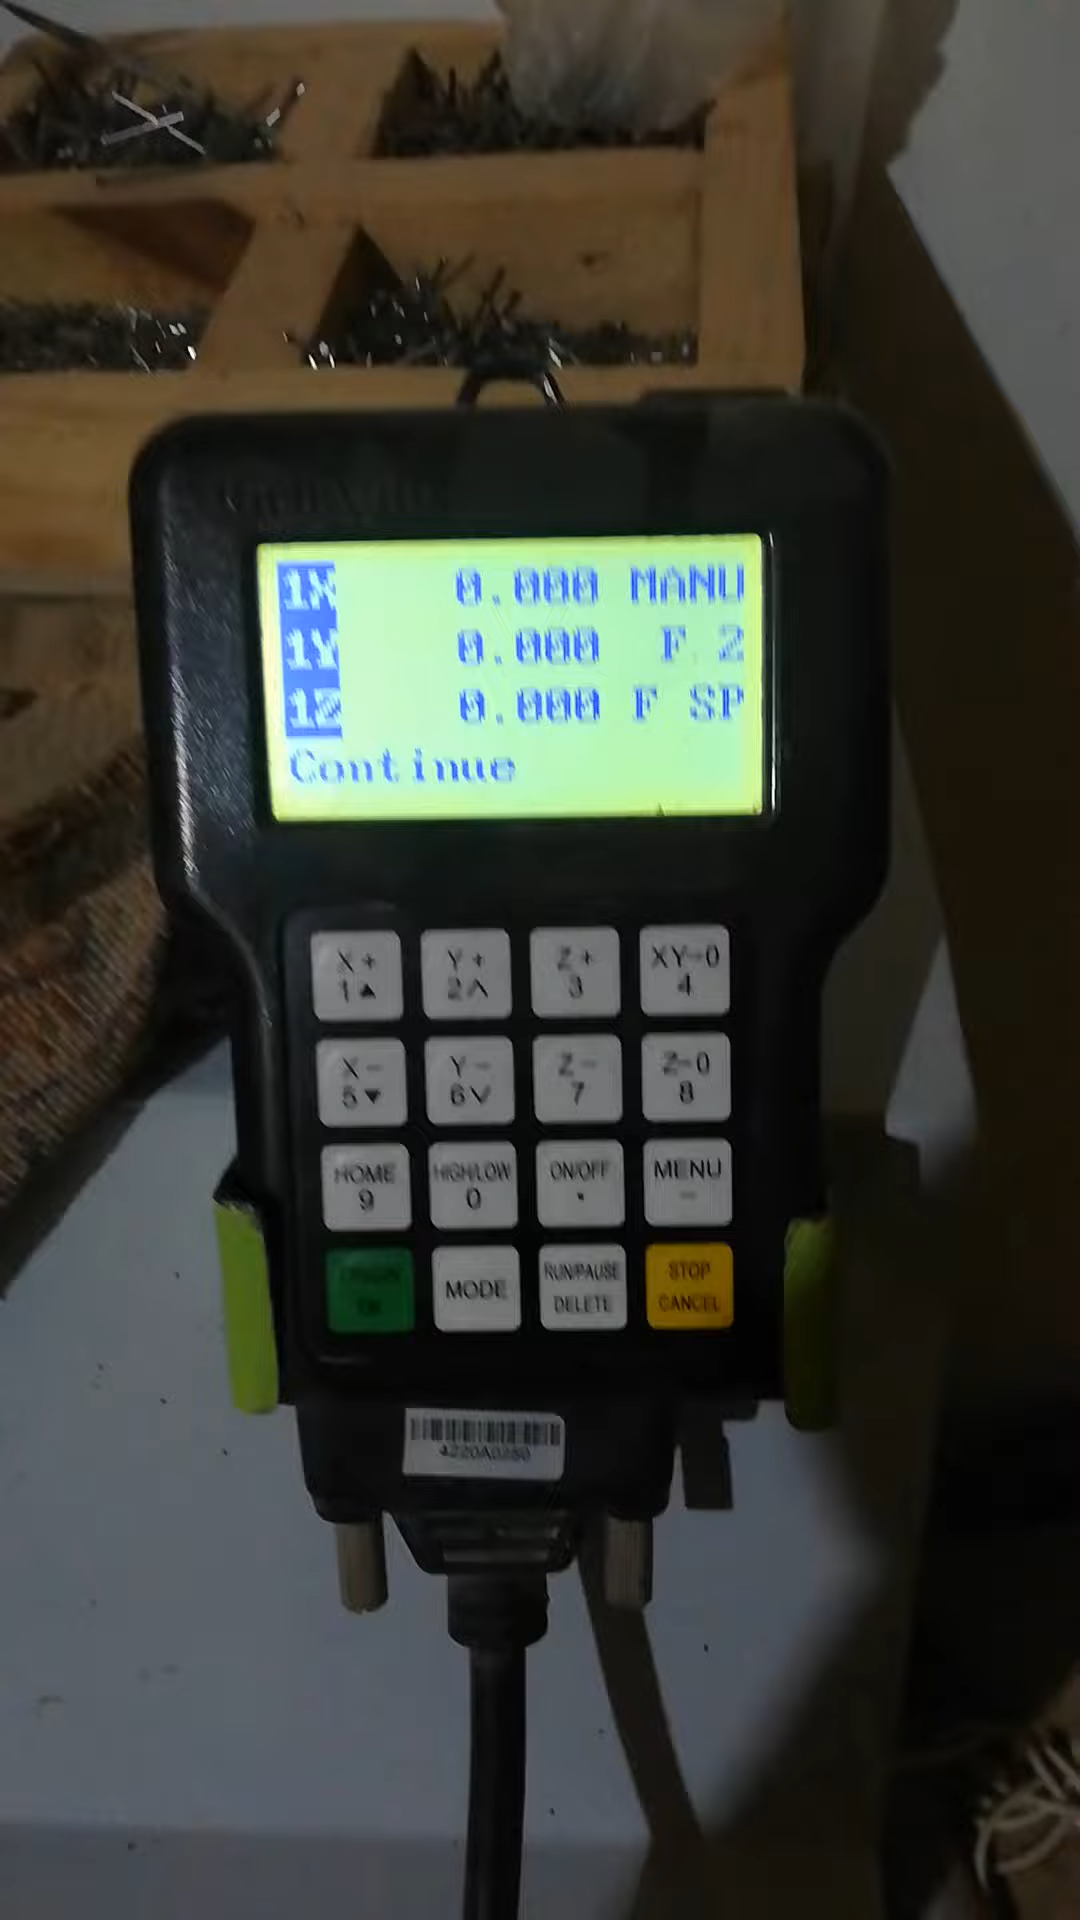 1X 0.000 MANU
1Y 0.000 F 2
1Z 0.000 F SP
Continue
X+ Y+ Z+ XY-0
1▲ 2∧ 3 4
X- Y- Z- Z-0
5▼ 6∨ 7 8
HOME HIGH/LOW ON/OFF MENU
9 0 . -
MODE RUN/PAUSE STOP
DELETE CANCEL